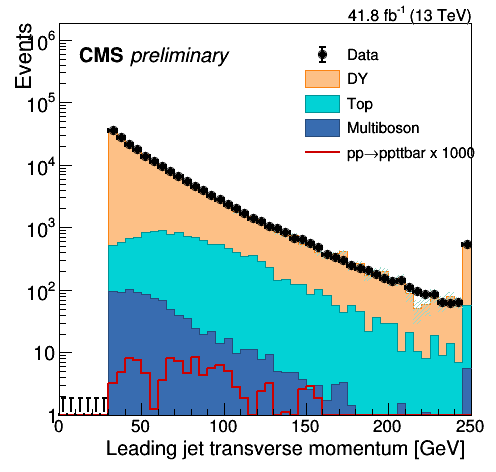 41.8 fb⁻¹ (13 TeV)
Events
CMS preliminary
Data
DY
Top
Multiboson
pp→ppttbar x 1000
10⁶
10⁵
10⁴
10³
10²
10
1
50 100 150 200 250
Leading jet transverse momentum [GeV]